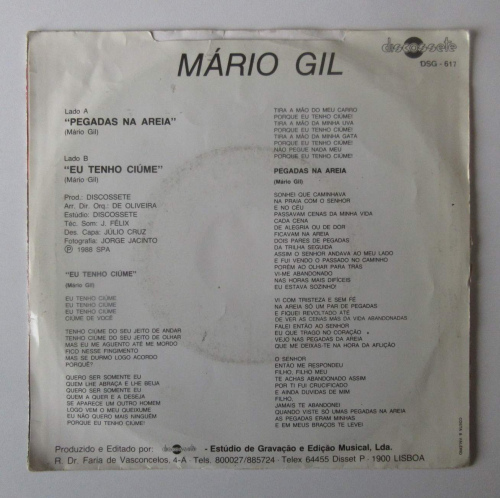 discossete
DSG - 617
MÁRIO GIL
Lado A
"PEGADAS NA AREIA"
(Mário Gil)
Lado B
"EU TENHO CIÚME"
(Mário Gil)
Prod.: DISCOSSETE
Arr. Dir. Orq.: DE OLIVEIRA
Estúdio: DISCOSSETE
Téc. Som: J. FÉLIX
Des. Capa: JULIO CRUZ
Fotografia: JORGE JACINTO
Ⓟ 1988 SPA
"EU TENHO CIÚME"
(Mário Gil)
EU TENHO CIÚME
EU TENHO CIÚME
EU TENHO CIÚME
CIÚME DE VOCÊ
TENHO CIÚME DO SEU JEITO DE ANDAR
TENHO CIÚME DO SEU JEITO DE OLHAR
MAS EU ME AGUENTO ATÉ ME MORDO
FICO NESSE FINGIMENTO
MAS SE DURMO LOGO ACORDO
PORQUÊ?
QUERO SER SOMENTE EU
QUEM LHE ABRAÇA E LHE BEIJA
QUERO SER SOMENTE EU
QUEM A QUER E A DESEJA
SE APARECE UM OUTRO HOMEM
LOGO VEM O MEU QUEIXUME
EU NÃO QUERO MAIS NINGUÉM
PORQUE EU TENHO CIÚME!
TIRA A MÃO DO MEU CARRO
PORQUE EU TENHO CIÚME!
TIRA A MÃO DA MINHA UVA
PORQUE EU TENHO CIÚME!
TIRA A MÃO DA MINHA GATA
PORQUE EU TENHO CIÚME!
NÃO PEGUE NADA MEU
PORQUE EU TENHO CIÚME!
PEGADAS NA AREIA
(Mário Gil)
SONHEI QUE CAMINHAVA
NA PRAIA COM O SENHOR
E NO CÉU
PASSAVAM CENAS DA MINHA VIDA
CADA CENA
DE ALEGRIA OU DE DOR
FICAVAM NA AREIA
DOIS PARES DE PEGADAS
DA TRILHA SEGUIDA
ASSIM O SENHOR ANDAVA AO MEU LADO
E FUI VENDO O PASSADO NO CAMINHO
PORÉM AO OLHAR PARA TRÁS
VI-ME ABANDONADO
NAS HORAS MAIS DIFÍCEIS
EU ESTAVA SOZINHO!
VI COM TRISTEZA E SEM FÉ
NA AREIA SÓ UM PAR DE PEGADAS
E FIQUEI REVOLTADO ATÉ
DE VER AS CENAS MAS DA VIDA ABANDONADAS
FALEI ENTÃO AO SENHOR
EU QUE TRAGO NO CORAÇÃO
VEJO NAS PEGADAS DA AREIA
QUE ME DEIXAS-TE NA HORA DA AFLIÇÃO
O SENHOR
ENTÃO ME RESPONDEU
FILHO, FILHO MEU
TE ACHAS ABANDONADO ASSIM
POR TI FUI CRUCIFICADO
E AINDA DUVIDAS DE MIM
FILHO,
JAMAIS TE ABANDONEI
QUANDO VISTE SÓ UMAS PEGADAS NA AREIA
AS PEGADAS ERAM MINHAS
E EM MEUS BRAÇOS TE LEVEI
Produzido e Editado por: discossete - Estúdio de Gravação e Edição Musical, Lda.
R. Dr. Faria de Vasconcelos, 4-A Tels. 800027/885724 - Telex 64455 Disset P - 1900 LISBOA